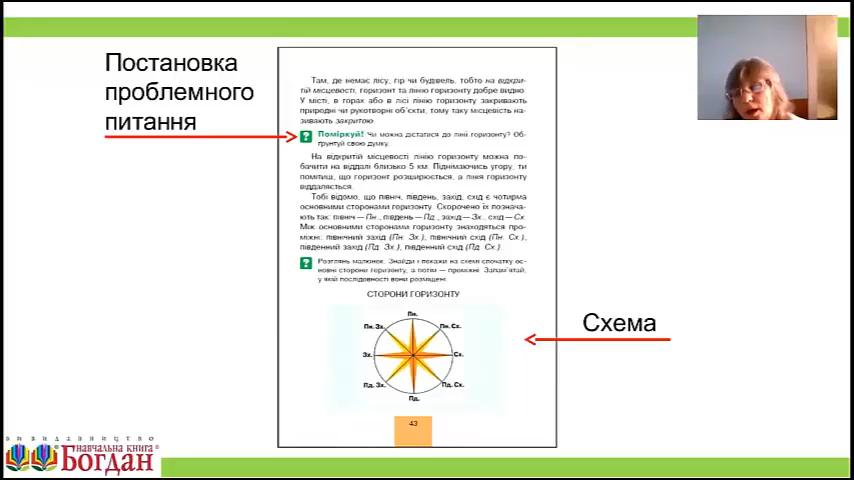 Постановка
проблемного
питання
Там, де немає лісу, гір чи будівель, тобто на відкри-
тій місцевості, горизонт та лінію горизонту добре видно.
У місті, в горах або в лісі лінію горизонту закривають
природні чи рукотворні об'єкти, тому таку місцевість на-
зивають закритою.
? Поміркуй! Чи можна дістатися до лінії горизонту? Об-
ґрунтуй свою думку.
На відкритій місцевості лінію горизонту можна по-
бачити на віддалі близько 5 км. Піднімаючись угору, ти
помітиш, що горизонт розширюється, а лінія горизонту
віддаляється.
Тобі відомо, що північ, південь, захід, схід є чотирма
основними сторонами горизонту. Скорочено їх познача-
ють так: північ — Пн., південь — Пд., захід — Зх., схід — Сх.
Між основними сторонами горизонту знаходяться про-
міжні: північний захід (Пн. Зх.), північний схід (Пн. Сх.),
південний захід (Пд. Зх.), південний схід (Пд. Сх.).
? Розглянь малюнок. Знайди і покажи на схемі спочатку ос-
новні сторони горизонту, а потім — проміжні. Запам'ятай,
у якій послідовності вони розміщені.
СТОРОНИ ГОРИЗОНТУ
Пн.
Пн. Зх. Пн. Сх.
Зх. Сх.
Пд. Зх. Пд. Сх.
Пд.
43
Схема
видавництво
навчальна книга
Богдан